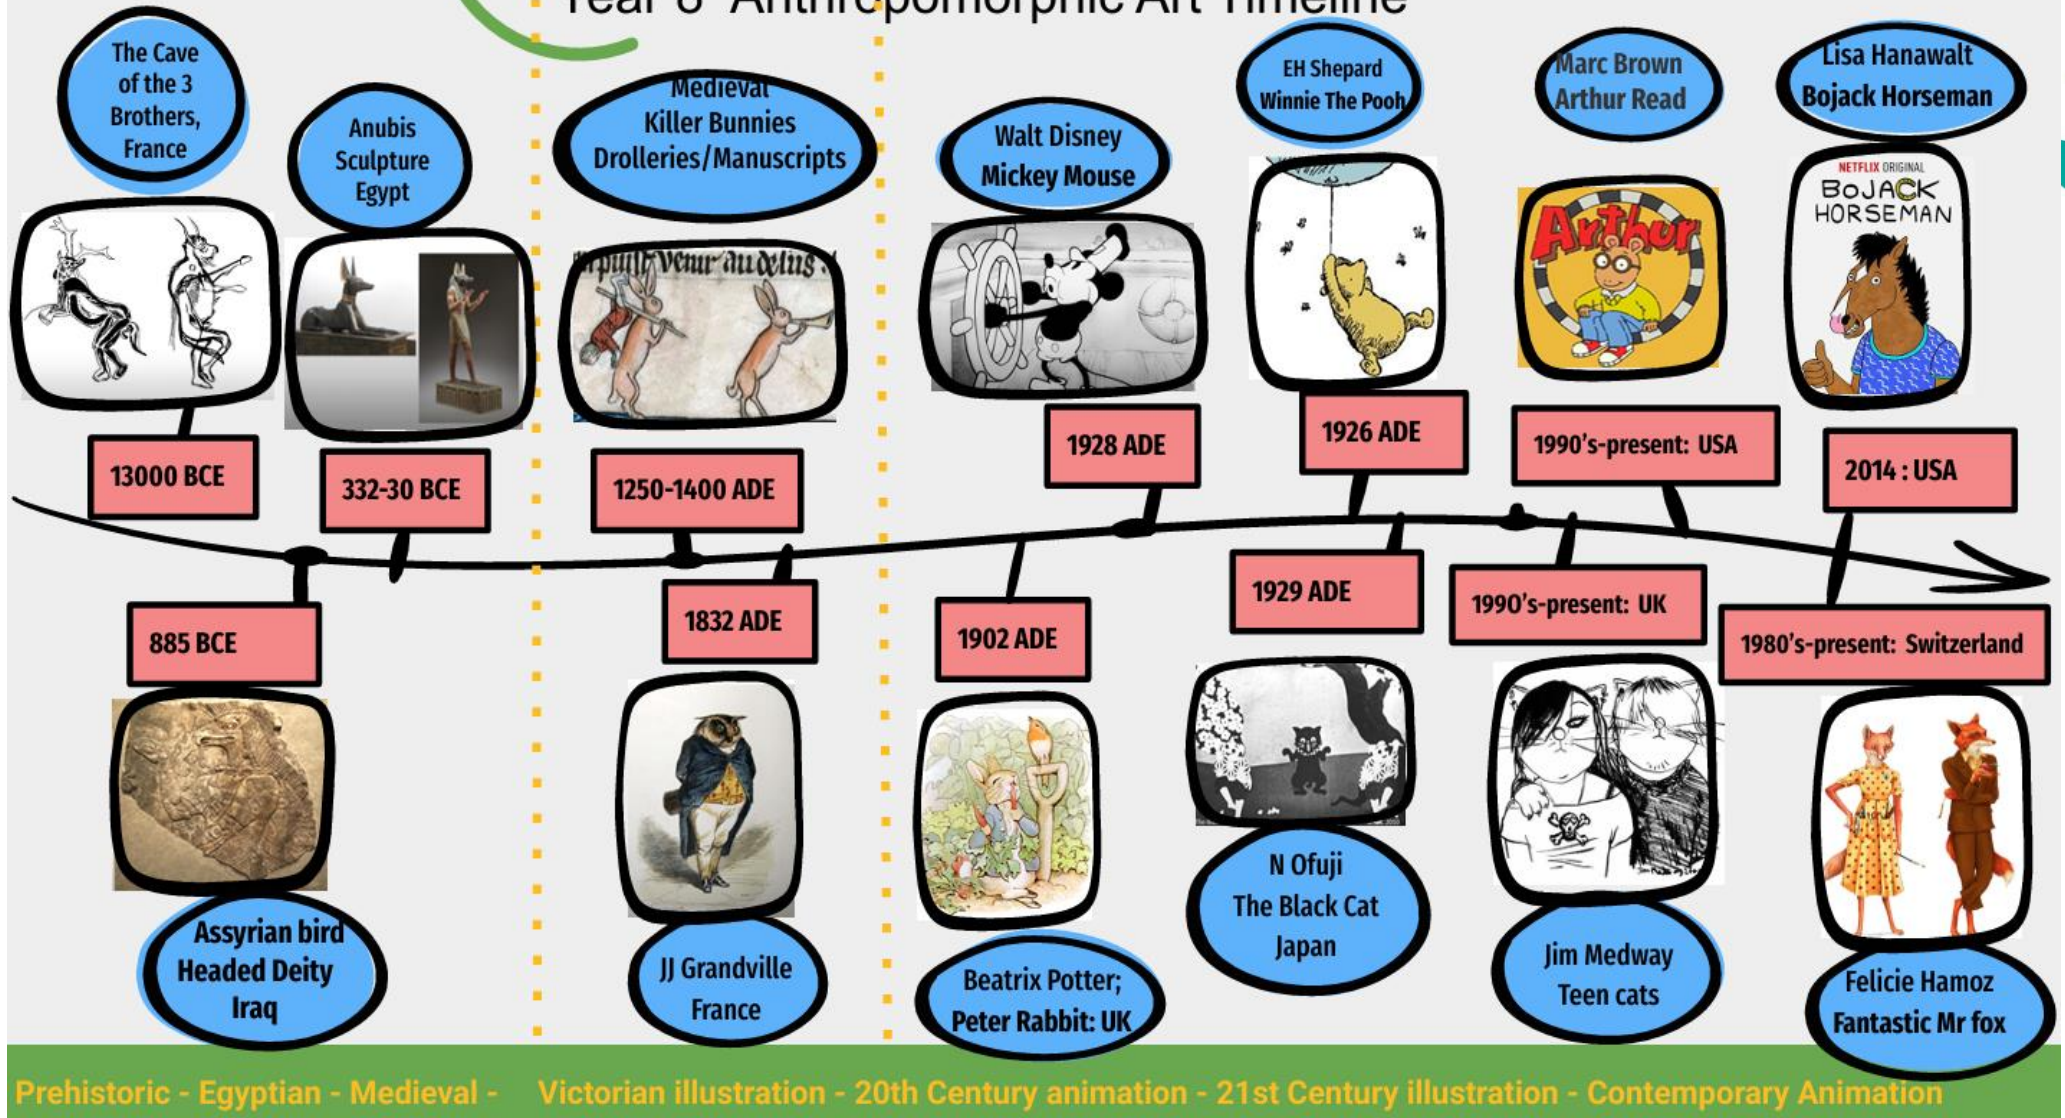 Year 8 Anthropomorphic Art Timeline
The Cave
of the 3
Brothers,
France
Anubis
Sculpture
Egypt
Medieval
Killer Bunnies
Drolleries/Manuscripts
Walt Disney
Mickey Mouse
EH Shepard
Winnie The Pooh
Marc Brown
Arthur Read
Lisa Hanawalt
Bojack Horseman
Arthur
NETFLIX ORIGINAL
BOJACK
HORSEMAN
13000 BCE
332-30 BCE
1250-1400 ADE
1928 ADE
1926 ADE
1990's-present: USA
2014 : USA
885 BCE
1832 ADE
1902 ADE
1929 ADE
1990's-present: UK
1980's-present: Switzerland
Assyrian bird
Headed Deity
Iraq
JJ Grandville
France
Beatrix Potter;
Peter Rabbit: UK
N Ofuji
The Black Cat
Japan
Jim Medway
Teen cats
Felicie Hamoz
Fantastic Mr fox
Prehistoric - Egyptian - Medieval - Victorian illustration - 20th Century animation - 21st Century illustration - Contemporary Animation